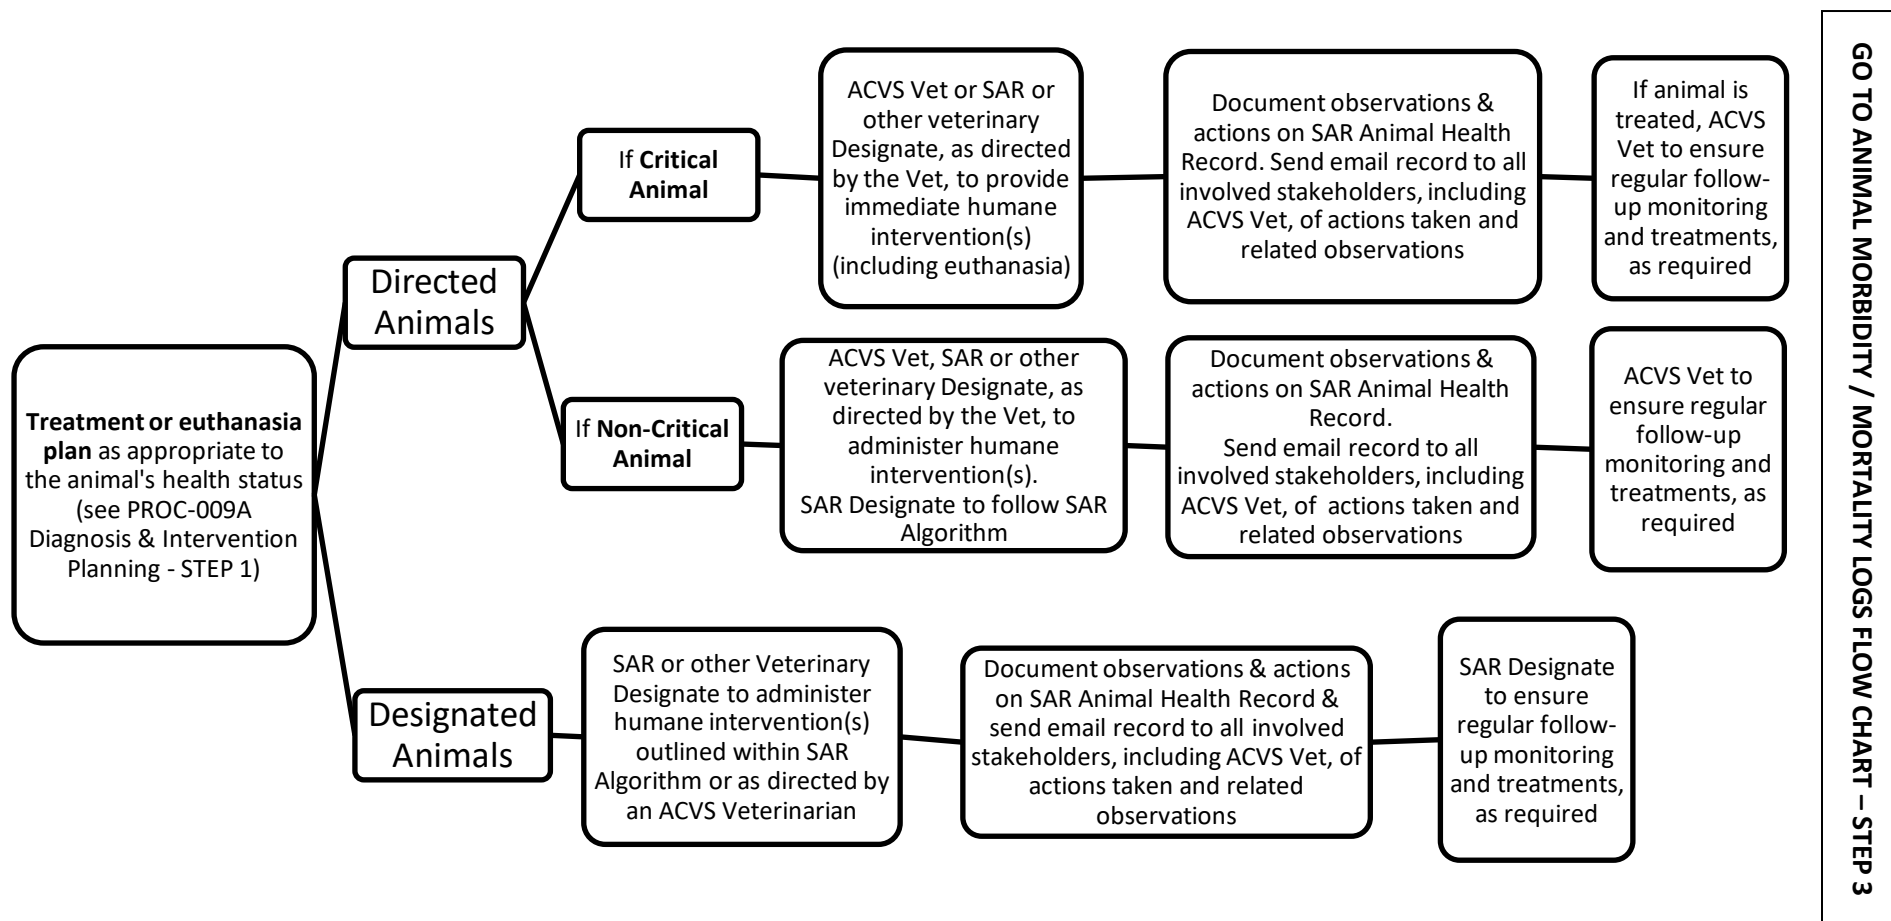 Treatment or euthanasia
plan as appropriate to
the animal's health status
(see PROC-009A
Diagnosis & Intervention
Planning - STEP 1)
Directed
Animals
If Critical
Animal
ACVS Vet or SAR or
other veterinary
Designate, as directed
by the Vet, to provide
immediate humane
intervention(s)
(including euthanasia)
Document observations &
actions on SAR Animal Health
Record. Send email record to all
involved stakeholders, including
ACVS Vet, of actions taken and
related observations
If animal is
treated, ACVS
Vet to ensure
regular follow-
up monitoring
and treatments,
as required
If Non-Critical
Animal
ACVS Vet, SAR or other
veterinary Designate, as
directed by the Vet, to
administer humane
intervention(s).
SAR Designate to follow SAR
Algorithm
Document observations &
actions on SAR Animal Health
Record.
Send email record to all
involved stakeholders, including
ACVS Vet, of actions taken and
related observations
ACVS Vet to
ensure regular
follow-up
monitoring and
treatments, as
required
Designated
Animals
SAR or other Veterinary
Designate to administer
humane intervention(s)
outlined within SAR
Algorithm or as directed by
an ACVS Veterinarian
Document observations & actions
on SAR Animal Health Record &
send email record to all involved
stakeholders, including ACVS Vet, of
actions taken and related
observations
SAR Designate
to ensure
regular follow-
up monitoring
and treatments,
as required
GO TO ANIMAL MORBIDITY / MORTALITY LOGS FLOW CHART – STEP 3